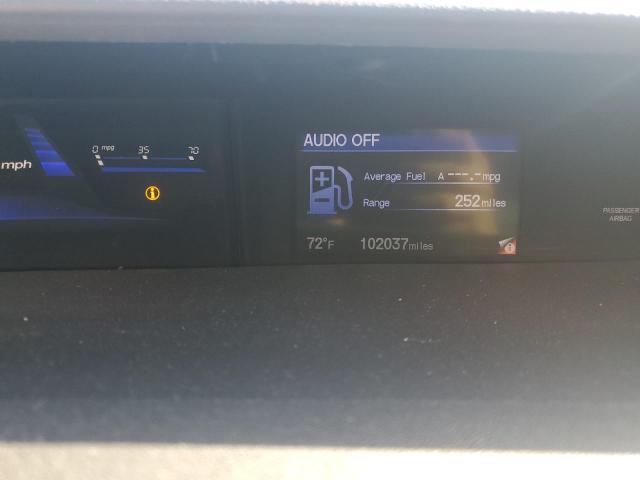 AUDIO OFF
0 mpg 35 70
mph
Average Fuel A ---.- mpg
Range 252 miles
PASSENGER
AIRBAG
72°F 102037 miles